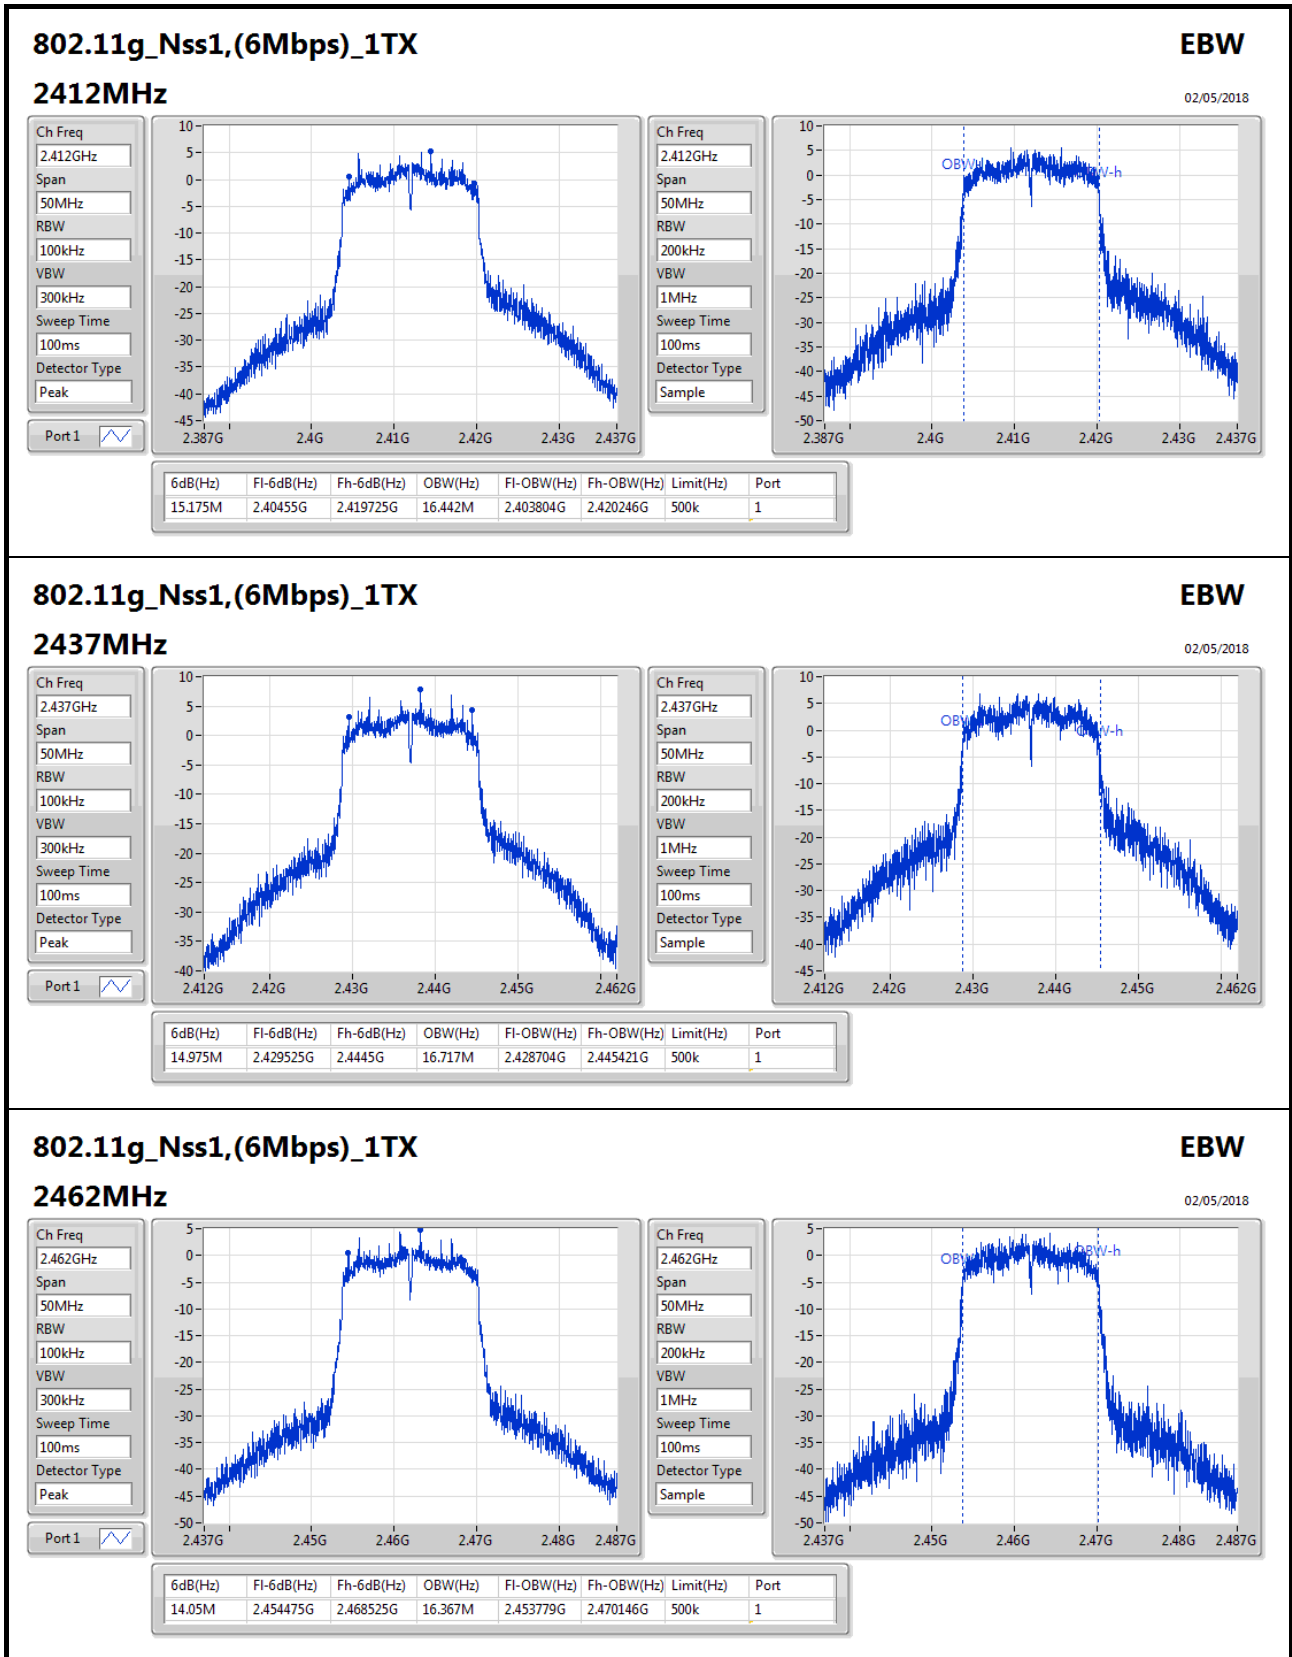 802.11g_Nss1,(6Mbps)_1TX EBW
2412MHz 02/05/2018
Ch Freq
2.412GHz
Span
50MHz
RBW
100kHz
VBW
300kHz
Sweep Time
100ms
Detector Type
Peak
Port 1
10
5
0
-5
-10
-15
-20
-25
-30
-35
-40
-45
2.387G 2.4G 2.41G 2.42G 2.43G 2.437G
Ch Freq
2.412GHz
Span
50MHz
RBW
200kHz
VBW
1MHz
Sweep Time
100ms
Detector Type
Sample
10
5
0
-5
-10
-15
-20
-25
-30
-35
-40
-45
-50
OBW
W-h
2.387G 2.4G 2.41G 2.42G 2.43G 2.437G
6dB(Hz) Fl-6dB(Hz) Fh-6dB(Hz) OBW(Hz) Fl-OBW(Hz) Fh-OBW(Hz) Limit(Hz) Port
15.175M 2.40455G 2.419725G 16.442M 2.403804G 2.420246G 500k 1
802.11g_Nss1,(6Mbps)_1TX EBW
2437MHz 02/05/2018
Ch Freq
2.437GHz
Span
50MHz
RBW
100kHz
VBW
300kHz
Sweep Time
100ms
Detector Type
Peak
Port 1
10
5
0
-5
-10
-15
-20
-25
-30
-35
-40
2.412G 2.42G 2.43G 2.44G 2.45G 2.462G
Ch Freq
2.437GHz
Span
50MHz
RBW
200kHz
VBW
1MHz
Sweep Time
100ms
Detector Type
Sample
10
5
0
-5
-10
-15
-20
-25
-30
-35
-40
-45
OBW
W-h
2.412G 2.42G 2.43G 2.44G 2.45G 2.462G
6dB(Hz) Fl-6dB(Hz) Fh-6dB(Hz) OBW(Hz) Fl-OBW(Hz) Fh-OBW(Hz) Limit(Hz) Port
14.975M 2.429525G 2.4445G 16.717M 2.428704G 2.445421G 500k 1
802.11g_Nss1,(6Mbps)_1TX EBW
2462MHz 02/05/2018
Ch Freq
2.462GHz
Span
50MHz
RBW
100kHz
VBW
300kHz
Sweep Time
100ms
Detector Type
Peak
Port 1
5
0
-5
-10
-15
-20
-25
-30
-35
-40
-45
-50
2.437G 2.45G 2.46G 2.47G 2.48G 2.487G
Ch Freq
2.462GHz
Span
50MHz
RBW
200kHz
VBW
1MHz
Sweep Time
100ms
Detector Type
Sample
5
0
-5
-10
-15
-20
-25
-30
-35
-40
-45
-50
OBW
OBW-h
2.437G 2.45G 2.46G 2.47G 2.48G 2.487G
6dB(Hz) Fl-6dB(Hz) Fh-6dB(Hz) OBW(Hz) Fl-OBW(Hz) Fh-OBW(Hz) Limit(Hz) Port
14.05M 2.454475G 2.468525G 16.367M 2.453779G 2.470146G 500k 1